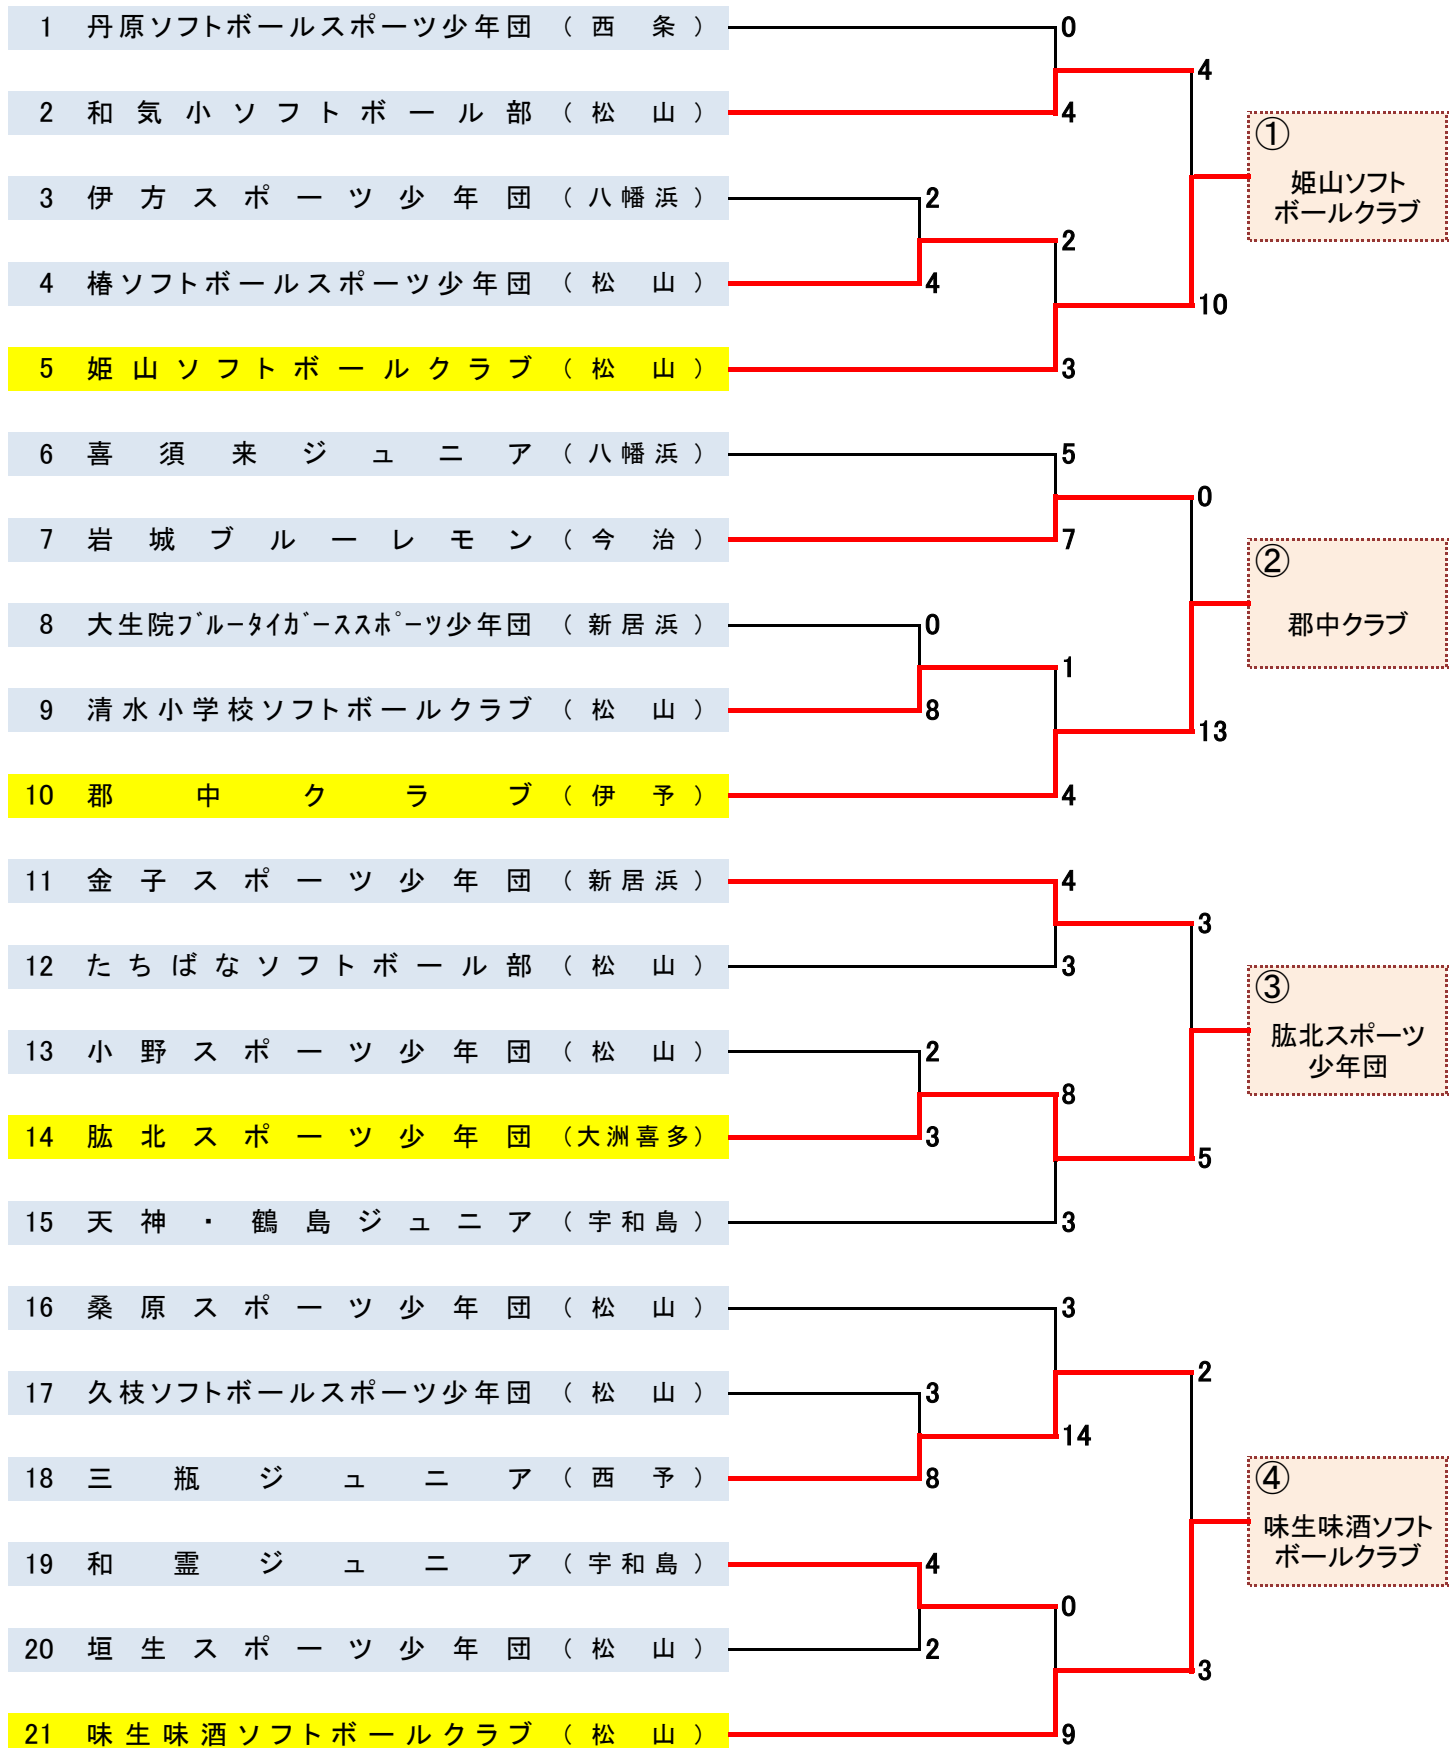 1 丹原ソフトボールスポーツ少年団 （西条）
0
4
2 和気小ソフトボール部 （松山）
4
①
姫山ソフト
ボールクラブ
3 伊方スポーツ少年団 （八幡浜）
2
2
4 椿ソフトボールスポーツ少年団 （松山）
4
10
5 姫山ソフトボールクラブ （松山）
3
6 喜須来ジュニア （八幡浜）
5
0
7 岩城ブルーレモン （今治）
7
②
郡中クラブ
8 大生院ﾌﾞﾙｰﾀｲｶﾞｰｽｽﾎﾟｰﾂ少年団 （新居浜）
0
1
9 清水小学校ソフトボールクラブ （松山）
8
13
10 郡中クラブ （伊予）
4
11 金子スポーツ少年団 （新居浜）
4
3
12 たちばなソフトボール部 （松山）
3
③
肱北スポーツ
少年団
13 小野スポーツ少年団 （松山）
2
8
14 肱北スポーツ少年団 （大洲喜多）
3
5
15 天神・鶴島ジュニア （宇和島）
3
16 桑原スポーツ少年団 （松山）
3
2
17 久枝ソフトボールスポーツ少年団 （松山）
3
14
18 三瓶ジュニア （西予）
8
④
味生味酒ソフト
ボールクラブ
19 和霊ジュニア （宇和島）
4
0
20 垣生スポーツ少年団 （松山）
2
3
21 味生味酒ソフトボールクラブ （松山）
9